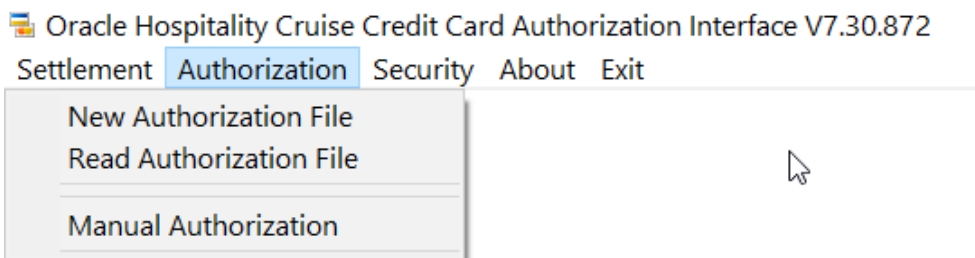 Oracle Hospitality Cruise Credit Card Authorization Interface V7.30.872
Settlement Authorization Security About Exit
New Authorization File
Read Authorization File
Manual Authorization